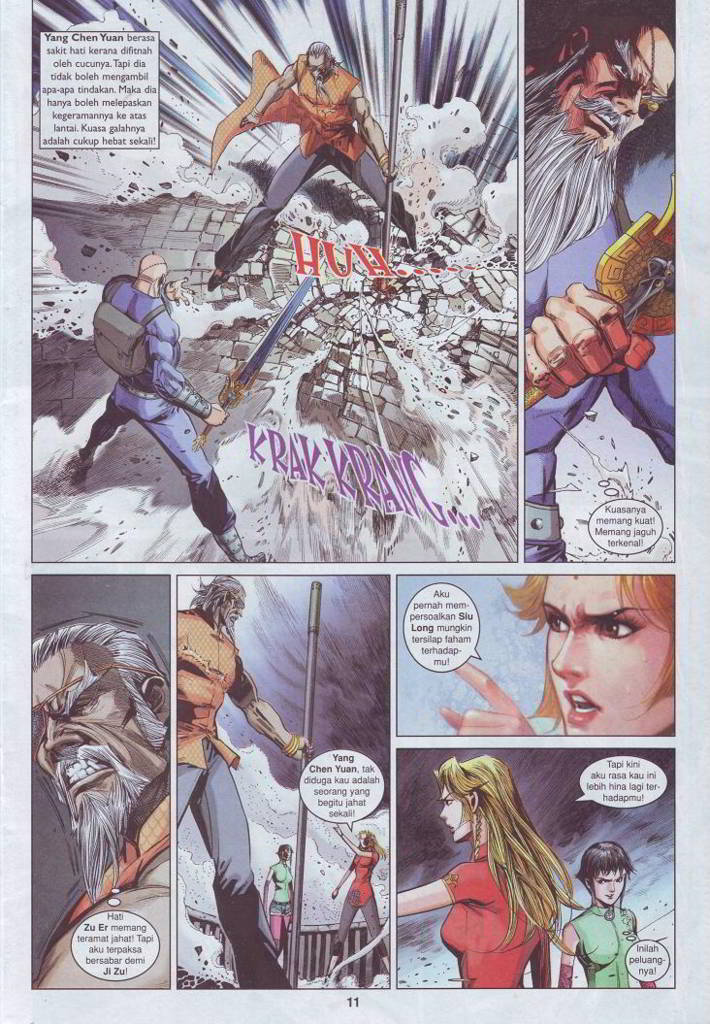 Yang Chen Yuan berasa
sakit hati kerana difitnah
oleh cucunya. Tapi dia
tidak boleh mengambil
apa-apa tindakan. Maka dia
hanya boleh melepaskan
kegeramannya ke atas
lantai. Kuasa galahnya
adalah cukup hebat sekali!
HUH......
KRAK KRANG...
Kuasanya
memang kuat!
Memang jaguh
terkenal!
Hati
Zu Er memang
teramat jahat! Tapi
aku terpaksa
bersabar demi
Ji Zu!
Yang
Chen Yuan, tak
diduga kau adalah
seorang yang
begitu jahat
sekali!
Aku
pernah mem-
persoalkan Siu
Long mungkin
tersilap faham
terhadap-
mu!
Tapi kini
aku rasa kau ini
lebih hina lagi ter-
hadapmu!
Inilah
peluang-
nya!
11